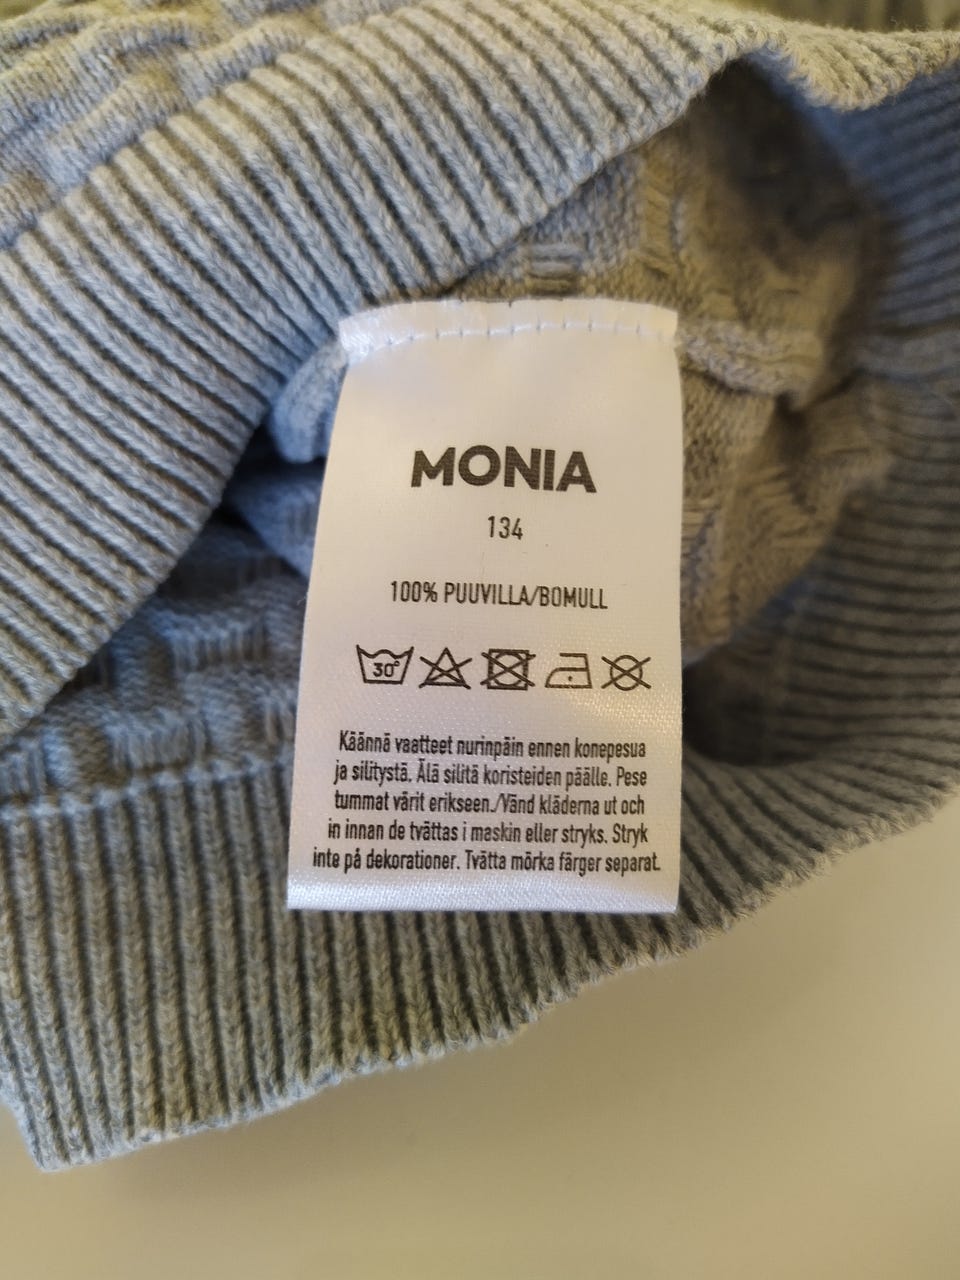 MONIA
134
100% PUUVILLA/BOMULL
30°
Käännä vaatteet nurinpäin ennen konepesua
ja silitystä. Älä silitä koristeiden päälle. Pese
tummat värit erikseen./Vänd kläderna ut och
in innan de tvättas i maskin eller stryks. Stryk
inte på dekorationer. Tvätta mörka färger separat.